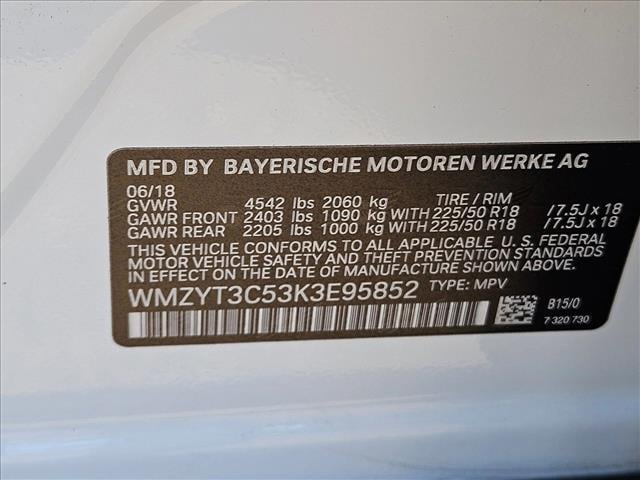 MFD BY BAYERISCHE MOTOREN WERKE AG
06/18
GVWR 4542 lbs 2060 kg TIRE / RIM
GAWR FRONT 2403 lbs 1090 kg WITH 225/50 R18 / 7.5J x 18
GAWR REAR 2205 lbs 1000 kg WITH 225/50 R18 / 7.5J x 18
THIS VEHICLE CONFORMS TO ALL APPLICABLE U. S. FEDERAL
MOTOR VEHICLE SAFETY AND THEFT PREVENTION STANDARDS
IN EFFECT ON THE DATE OF MANUFACTURE SHOWN ABOVE.
WMZYT3C53K3E95852 TYPE: MPV
B15/0
7 320 730